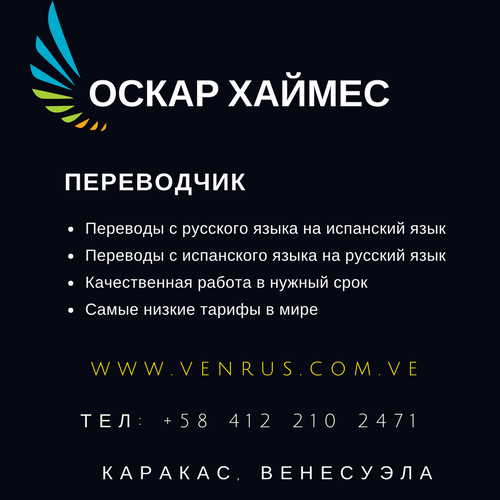 ОСКАР ХАЙМЕС
ПЕРЕВОДЧИК
• Переводы с русского языка на испанский язык
• Переводы с испанского языка на русский язык
• Качественная работа в нужный срок
• Самые низкие тарифы в мире
WWW.VENRUS.COM.VE
ТЕЛ: +58 412 210 2471
КАРАКАС, ВЕНЕСУЭЛА